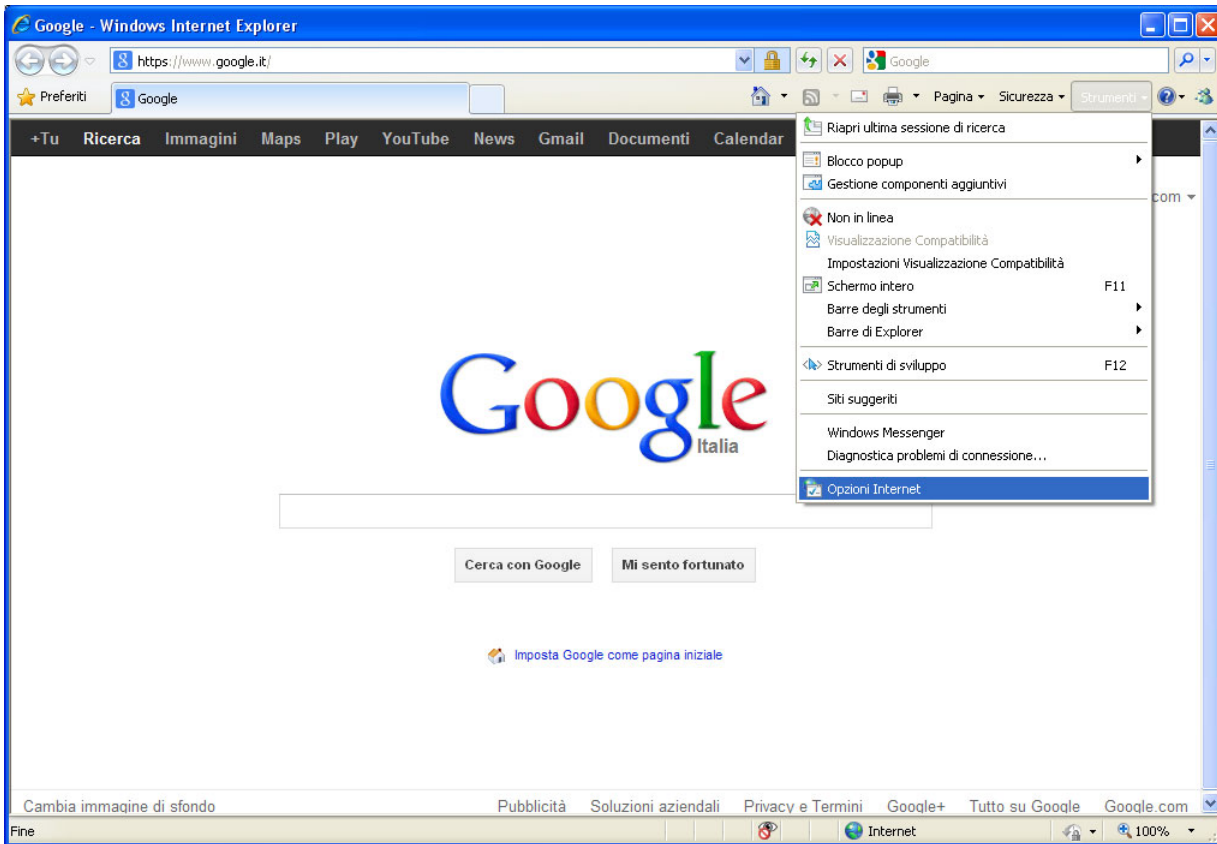 Google - Windows Internet Explorer
https://www.google.it/
Google
Preferiti
Google
Pagina
Sicurezza
Strumenti
+Tu Ricerca Immagini Maps Play YouTube News Gmail Documenti Calendar
com
Riapri ultima sessione di ricerca
Blocco popup
Gestione componenti aggiuntivi
Non in linea
Visualizzazione Compatibilità
Impostazioni Visualizzazione Compatibilità
Schermo intero F11
Barre degli strumenti
Barre di Explorer
Strumenti di sviluppo F12
Siti suggeriti
Windows Messenger
Diagnostica problemi di connessione...
Opzioni Internet
Google
Italia
Cerca con Google
Mi sento fortunato
Imposta Google come pagina iniziale
Cambia immagine di sfondo
Pubblicità Soluzioni aziendali Privacy e Termini Google+ Tutto su Google Google.com
Fine
Internet
100%